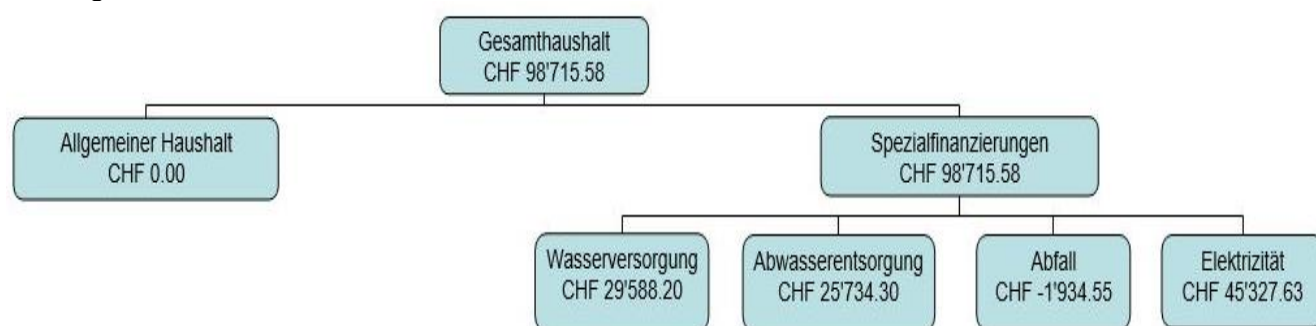 Gesamthaushalt
CHF 98'715.58
Allgemeiner Haushalt
CHF 0.00
Spezialfinanzierungen
CHF 98'715.58
Wasserversorgung
CHF 29'588.20
Abwasserentsorgung
CHF 25'734.30
Abfall
CHF -1'934.55
Elektrizität
CHF 45'327.63